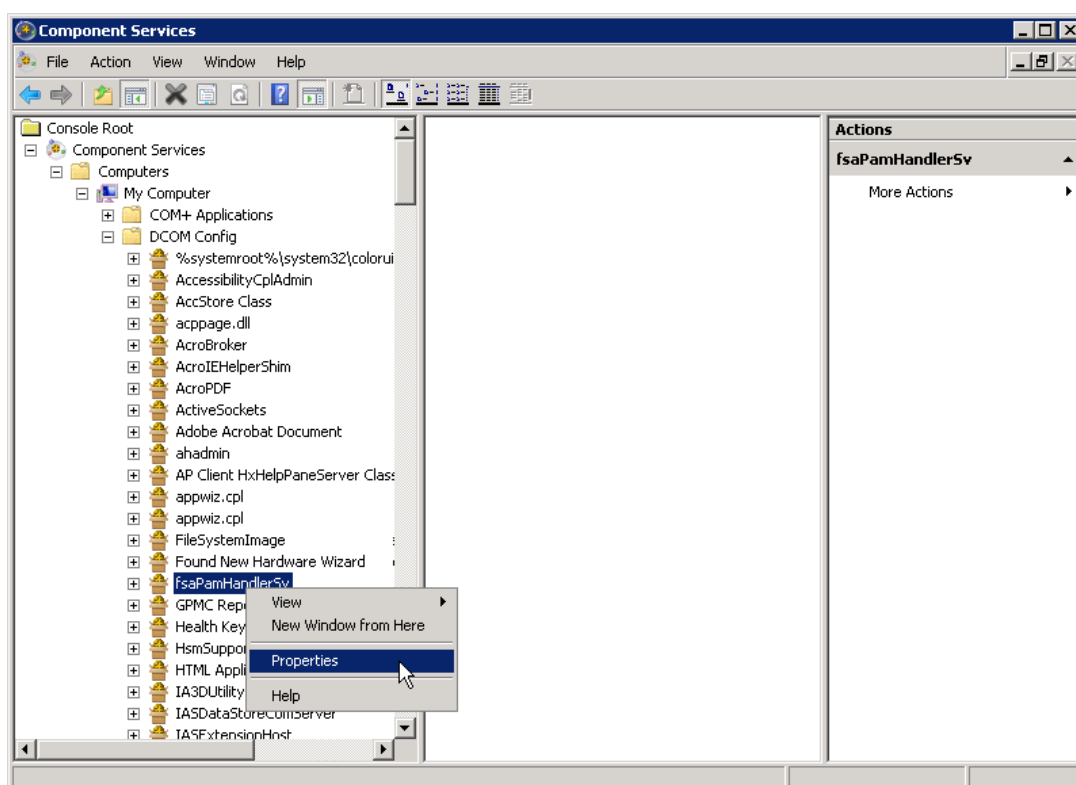 Component Services
File Action View Window Help
Console Root
Component Services
Computers
My Computer
COM+ Applications
DCOM Config
%systemroot%\system32\colorui
AccessibilityCplAdmin
AccStore Class
acppage.dll
AcroBroker
AcroIEHelperShim
AcroPDF
ActiveSockets
Adobe Acrobat Document
ahadmin
AP Client HxHelpPaneServer Class
appwiz.cpl
appwiz.cpl
FileSystemImage
Found New Hardware Wizard
fsaPamHandlerSv
GPMC Rep
Health Key
HsmSuppor
HTML Appli
IA3DUtility
IASDataStoreComServer
IASExtensionHost
View
New Window from Here
Properties
Help
Actions
fsaPamHandlerSv
More Actions